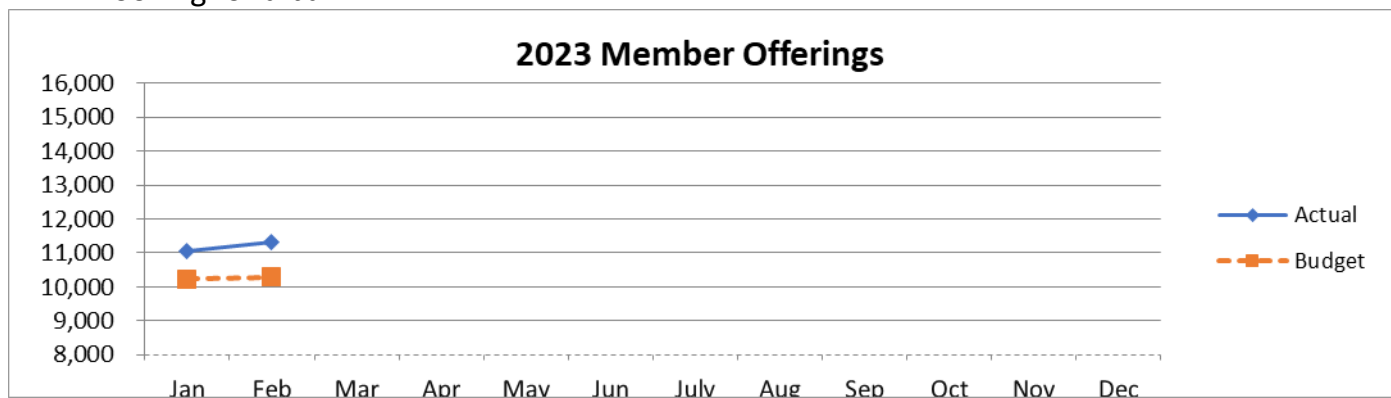 2023 Member Offerings
16,000
15,000
14,000
13,000
12,000
11,000
10,000
9,000
8,000
Actual
Budget
Jan Feb Mar Apr May Jun July Aug Sep Oct Nov Dec